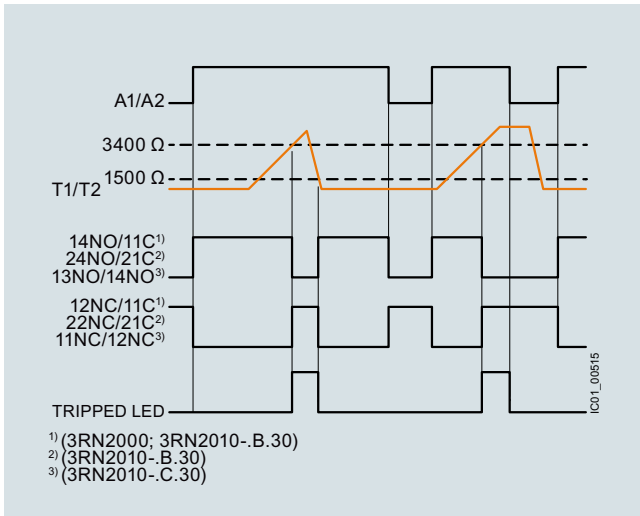 A1/A2
3400 Ω
1500 Ω
T1/T2
14NO/11C1)
24NO/21C2)
13NO/14NO3)
12NC/11C1)
22NC/21C2)
11NC/12NC3)
TRIPPED LED
IC01_00515
1) (3RN2000; 3RN2010-.B.30)
2) (3RN2010-.B.30)
3) (3RN2010-.C.30)